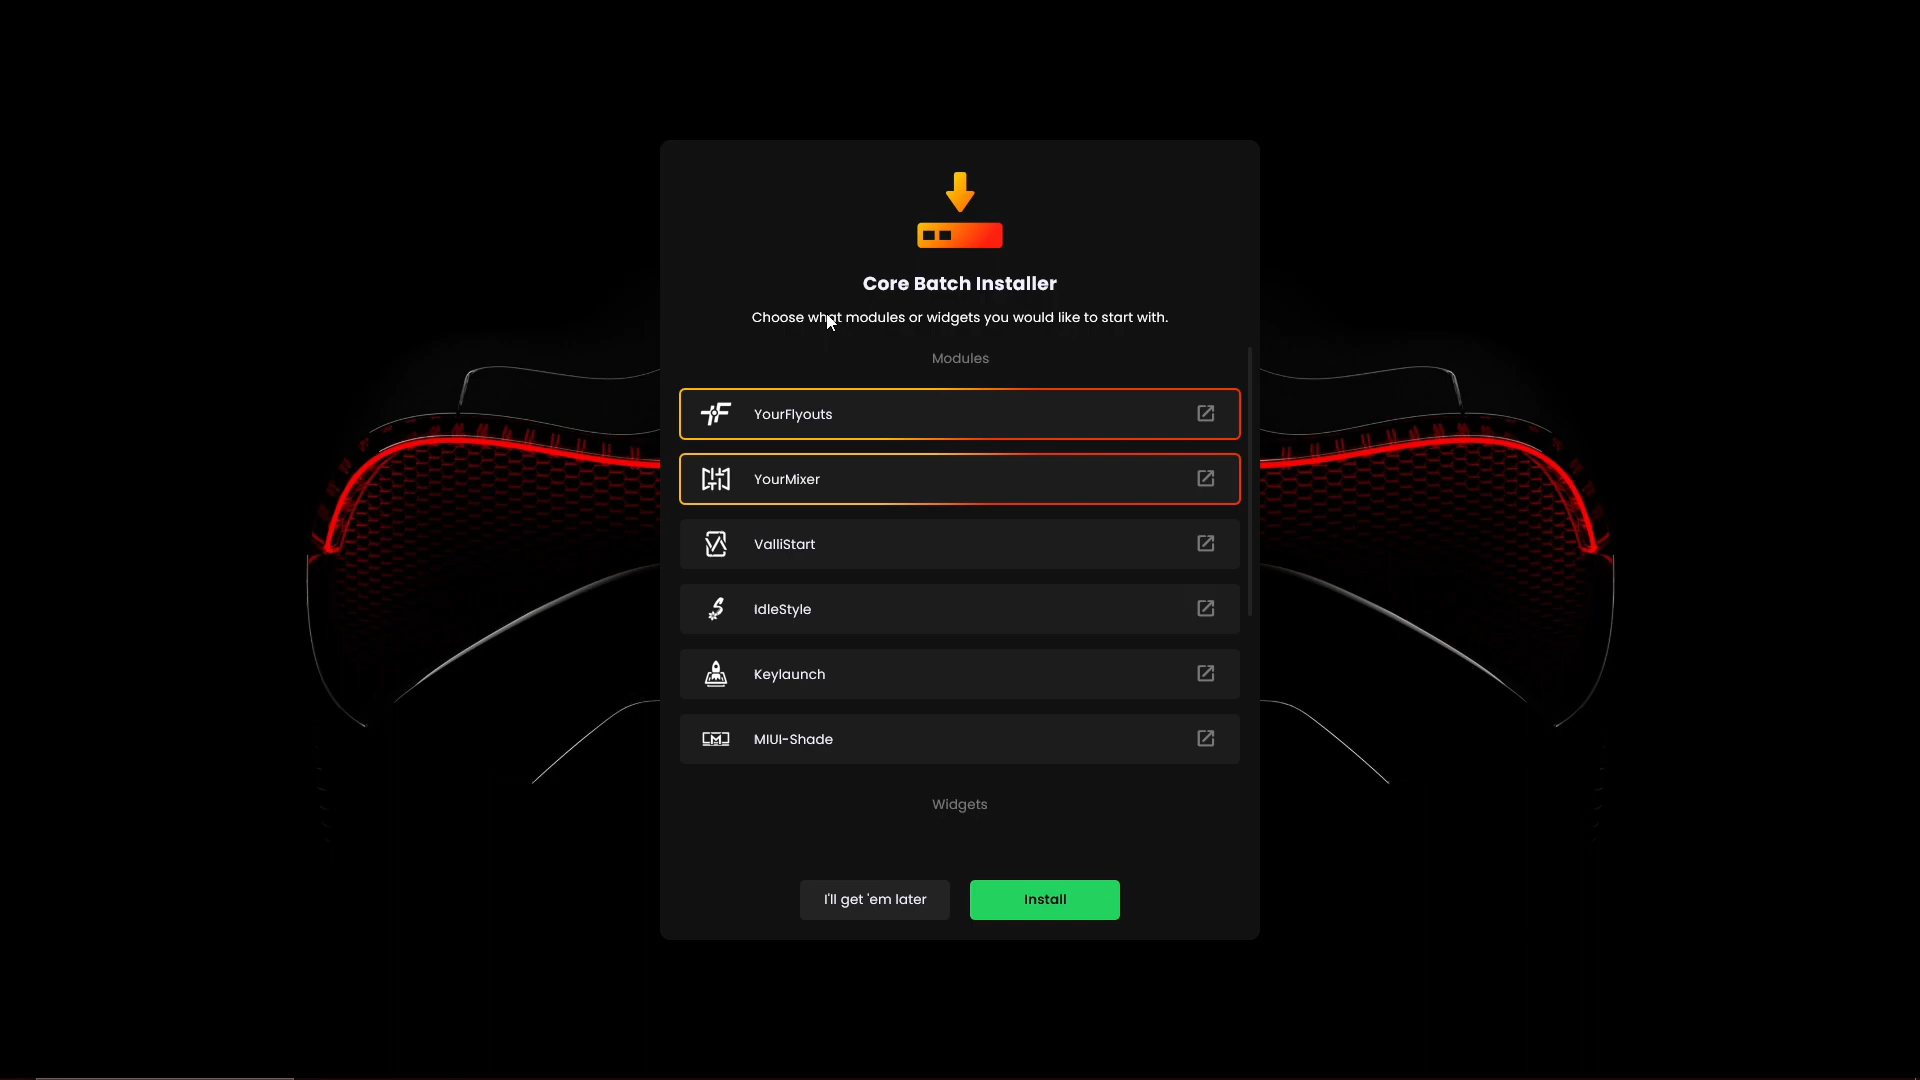 Core Batch Installer
Choose what modules or widgets you would like to start with.
Modules
YourFlyouts
YourMixer
ValliStart
IdleStyle
Keylaunch
MIUI-Shade
Widgets
I'll get 'em later
Install